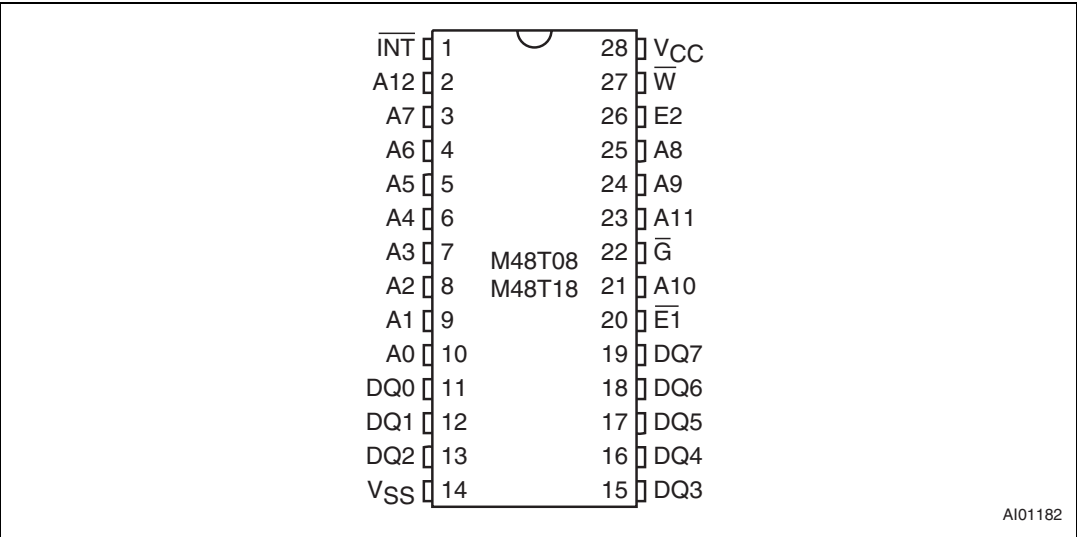 I̅N̅T̅ 1 28 VCC
A12 2 27 W̅
A7 3 26 E2
A6 4 25 A8
A5 5 24 A9
A4 6 23 A11
A3 7 22 G̅
M48T08
A2 8 21 A10
M48T18
A1 9 20 E̅1̅
A0 10 19 DQ7
DQ0 11 18 DQ6
DQ1 12 17 DQ5
DQ2 13 16 DQ4
VSS 14 15 DQ3
AI01182